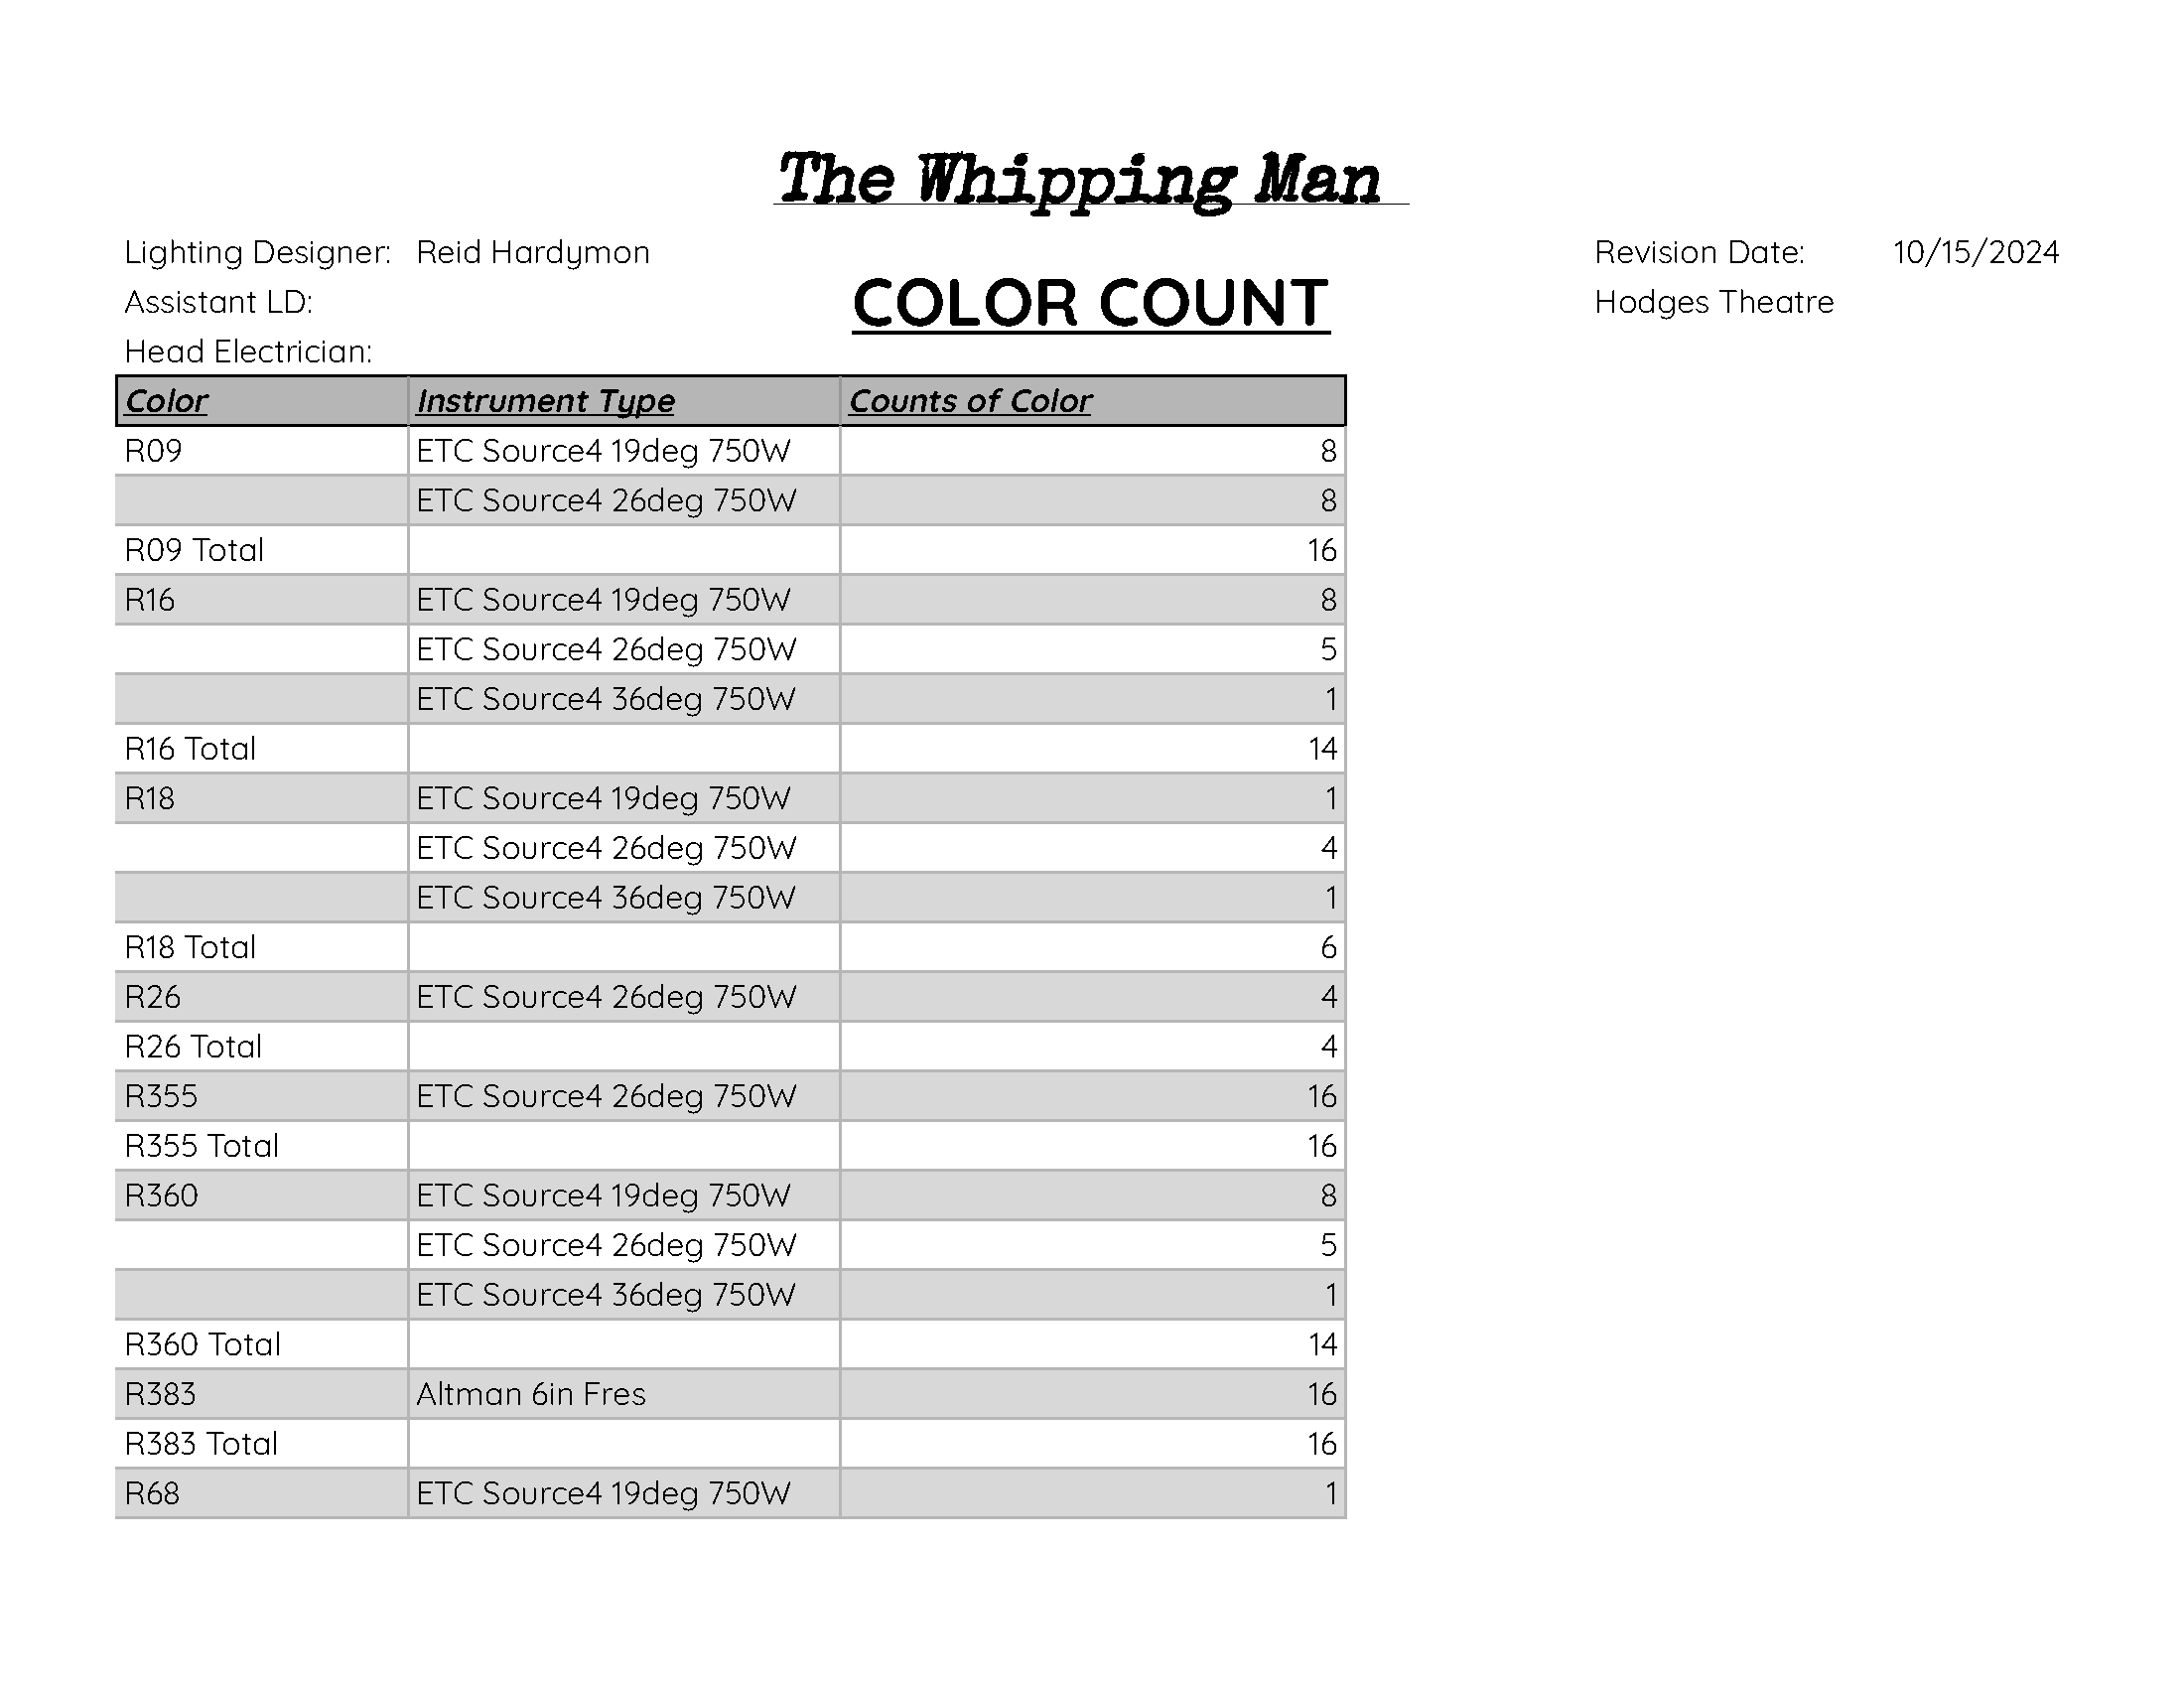 The Whipping Man
Lighting Designer: Reid Hardymon
Revision Date: 10/15/2024
COLOR COUNT
Assistant LD:
Hodges Theatre
Head Electrician:
Color Instrument Type Counts of Color
R09 ETC Source4 19deg 750W 8
ETC Source4 26deg 750W 8
R09 Total 16
R16 ETC Source4 19deg 750W 8
ETC Source4 26deg 750W 5
ETC Source4 36deg 750W 1
R16 Total 14
R18 ETC Source4 19deg 750W 1
ETC Source4 26deg 750W 4
ETC Source4 36deg 750W 1
R18 Total 6
R26 ETC Source4 26deg 750W 4
R26 Total 4
R355 ETC Source4 26deg 750W 16
R355 Total 16
R360 ETC Source4 19deg 750W 8
ETC Source4 26deg 750W 5
ETC Source4 36deg 750W 1
R360 Total 14
R383 Altman 6in Fres 16
R383 Total 16
R68 ETC Source4 19deg 750W 1